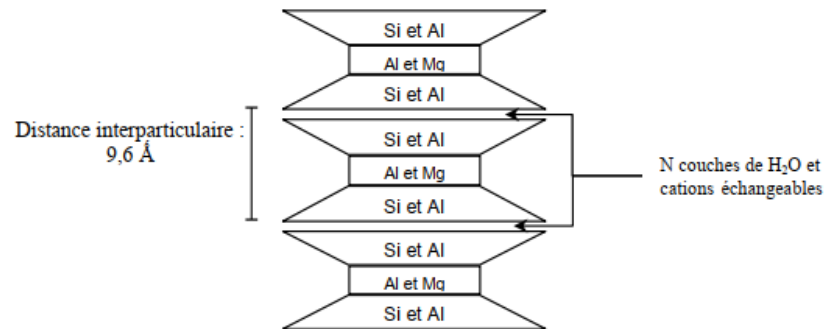 Si et Al
Al et Mg
Si et Al
Distance interparticulaire :
9,6 Å
Si et Al
Al et Mg
Si et Al
N couches de H₂O et
cations échangeables
Si et Al
Al et Mg
Si et Al